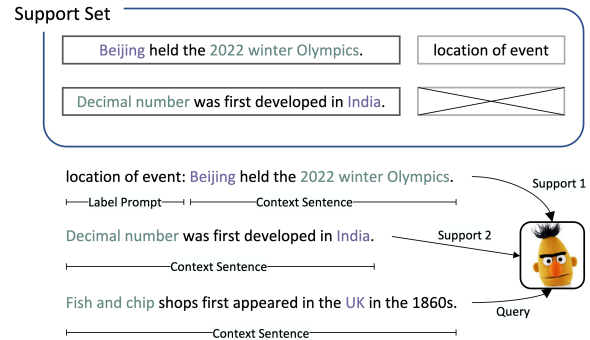 Support Set
Beijing held the 2022 winter Olympics.
location of event
Decimal number was first developed in India.
location of event: Beijing held the 2022 winter Olympics.
Support 1
Label Prompt
Context Sentence
Decimal number was first developed in India.
Support 2
Context Sentence
Fish and chip shops first appeared in the UK in the 1860s.
Query
Context Sentence